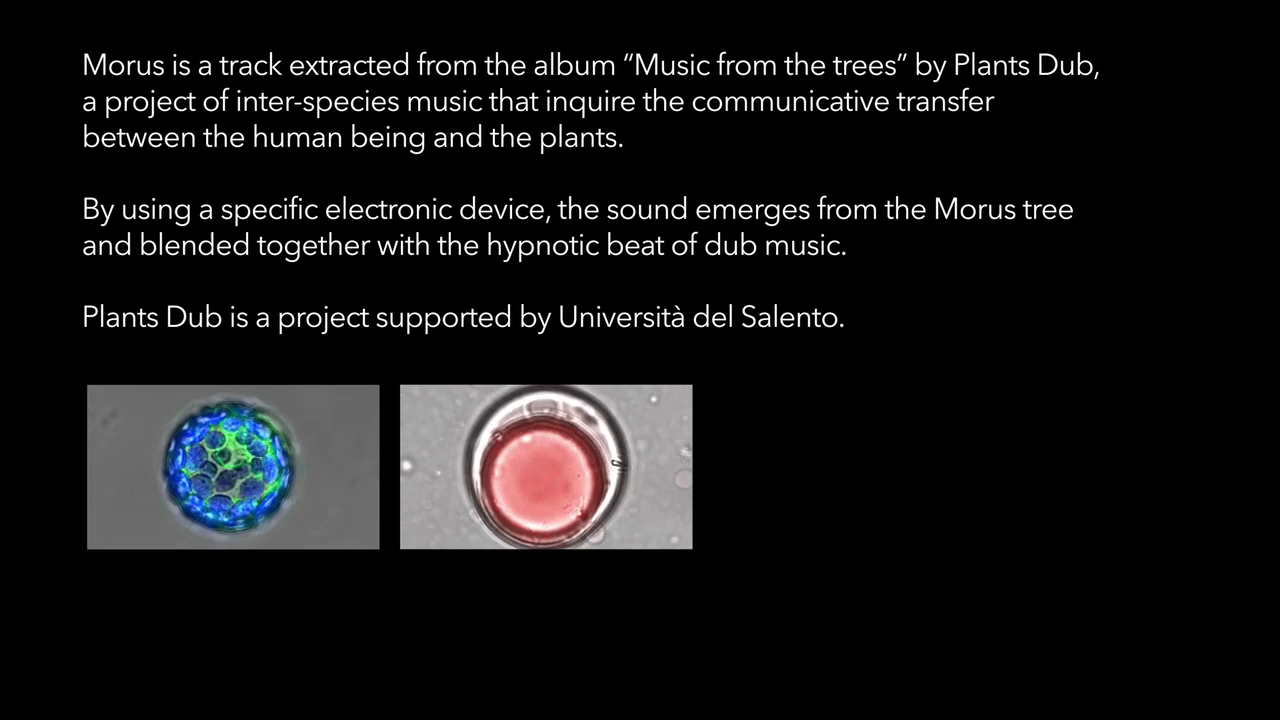 Morus is a track extracted from the album “Music from the trees” by Plants Dub,
a project of inter-species music that inquire the communicative transfer
between the human being and the plants.
By using a specific electronic device, the sound emerges from the Morus tree
and blended together with the hypnotic beat of dub music.
Plants Dub is a project supported by Università del Salento.